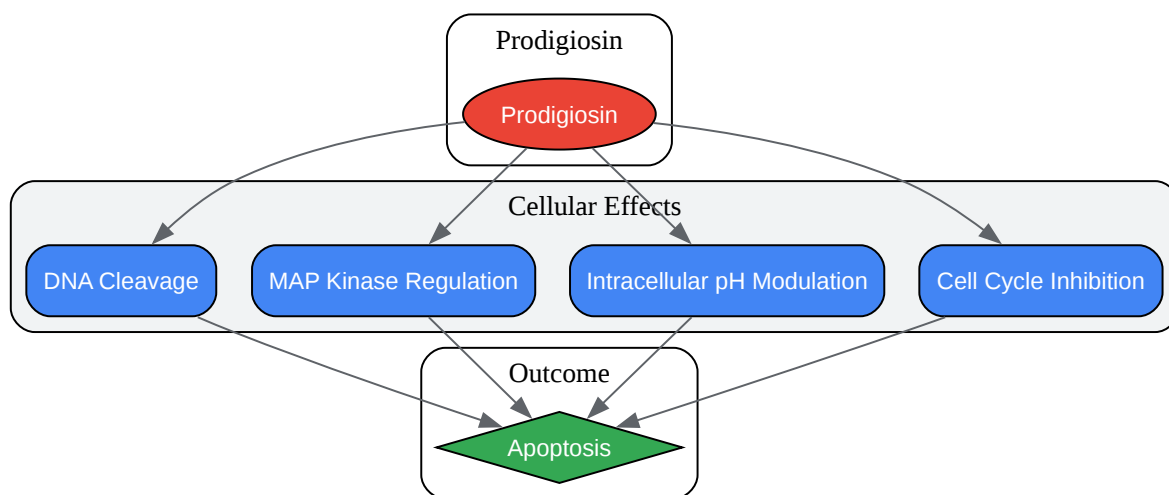 Prodigiosin
Prodigiosin
Cellular Effects
DNA Cleavage
MAP Kinase Regulation
Intracellular pH Modulation
Cell Cycle Inhibition
Outcome
Apoptosis